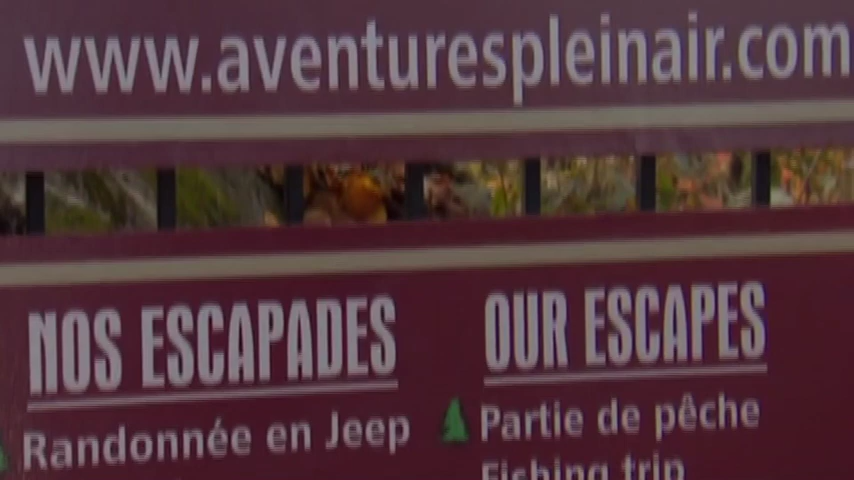 www.aventurespleinair.com
NOS ESCAPADES
Randonnée en Jeep
OUR ESCAPES
Partie de pêche
Fishing trip